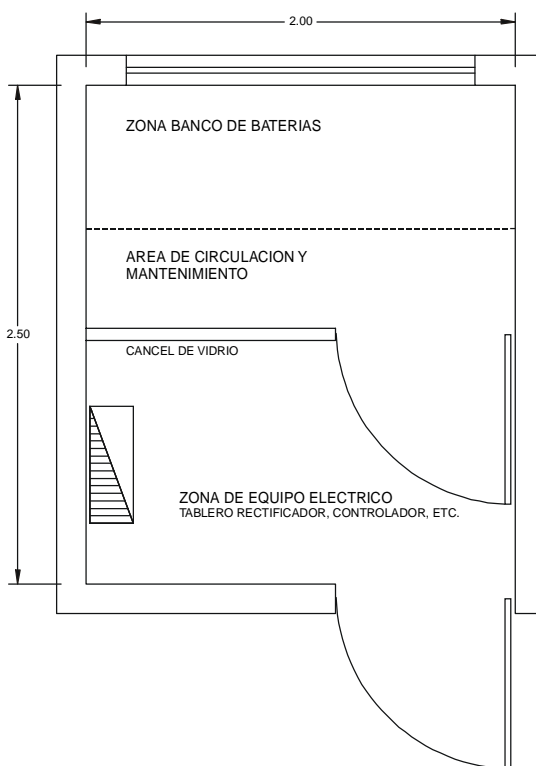 2.00
ZONA BANCO DE BATERIAS
AREA DE CIRCULACION Y
MANTENIMIENTO
2.50
CANCEL DE VIDRIO
ZONA DE EQUIPO ELECTRICO
TABLERO RECTIFICADOR, CONTROLADOR, ETC.